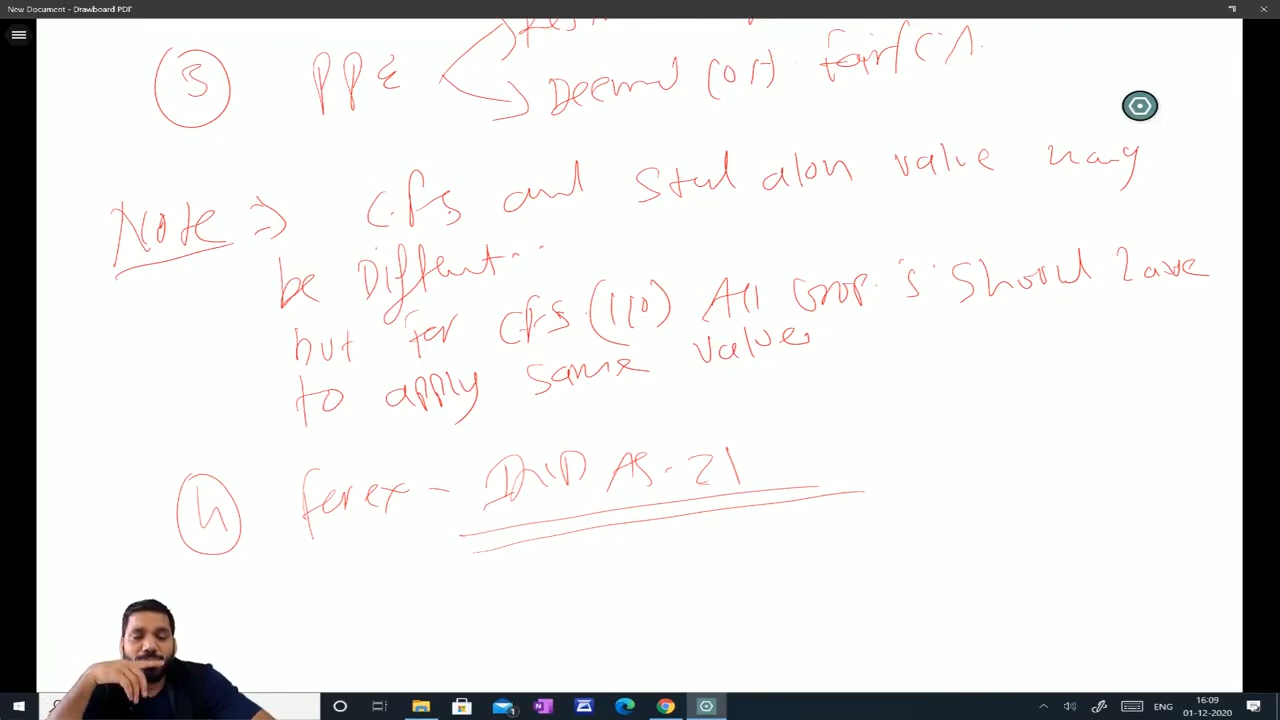 New Document - Drawboard PDF
3 PPE
Deemed (or) fair
Note ⇒ CFS and Stand alon value may
be Different..
but for CFS (110) All should have
to apply same value
4 forex - IND AS-21
ENG
16:09
01-12-2020